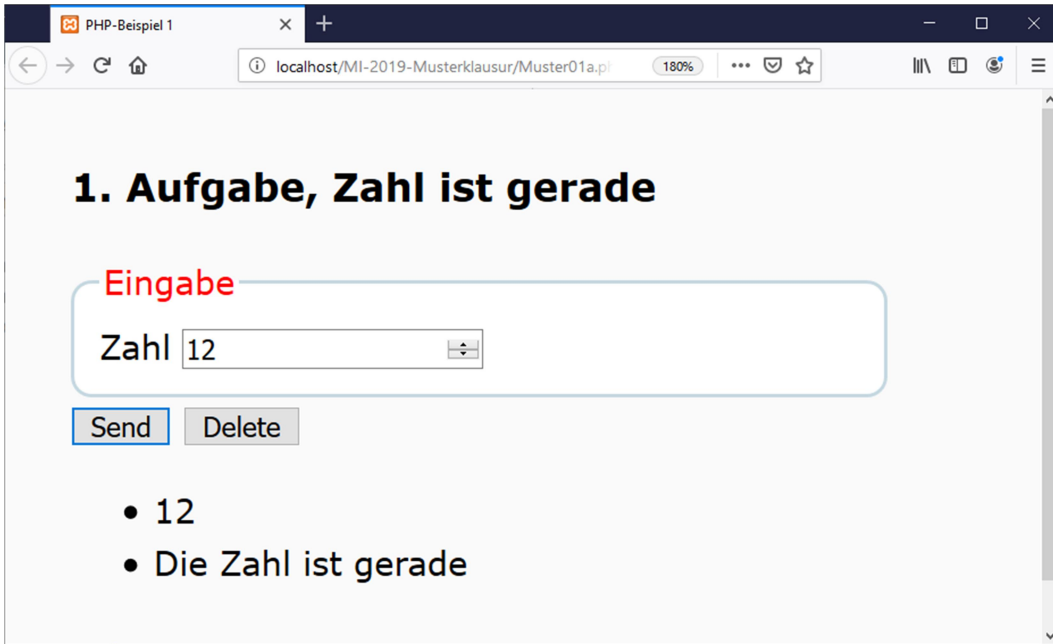 PHP-Beispiel 1
localhost/MI-2019-Musterklausur/Muster01a.ph
180%
1. Aufgabe, Zahl ist gerade
Eingabe
Zahl 12
Send Delete
• 12
• Die Zahl ist gerade